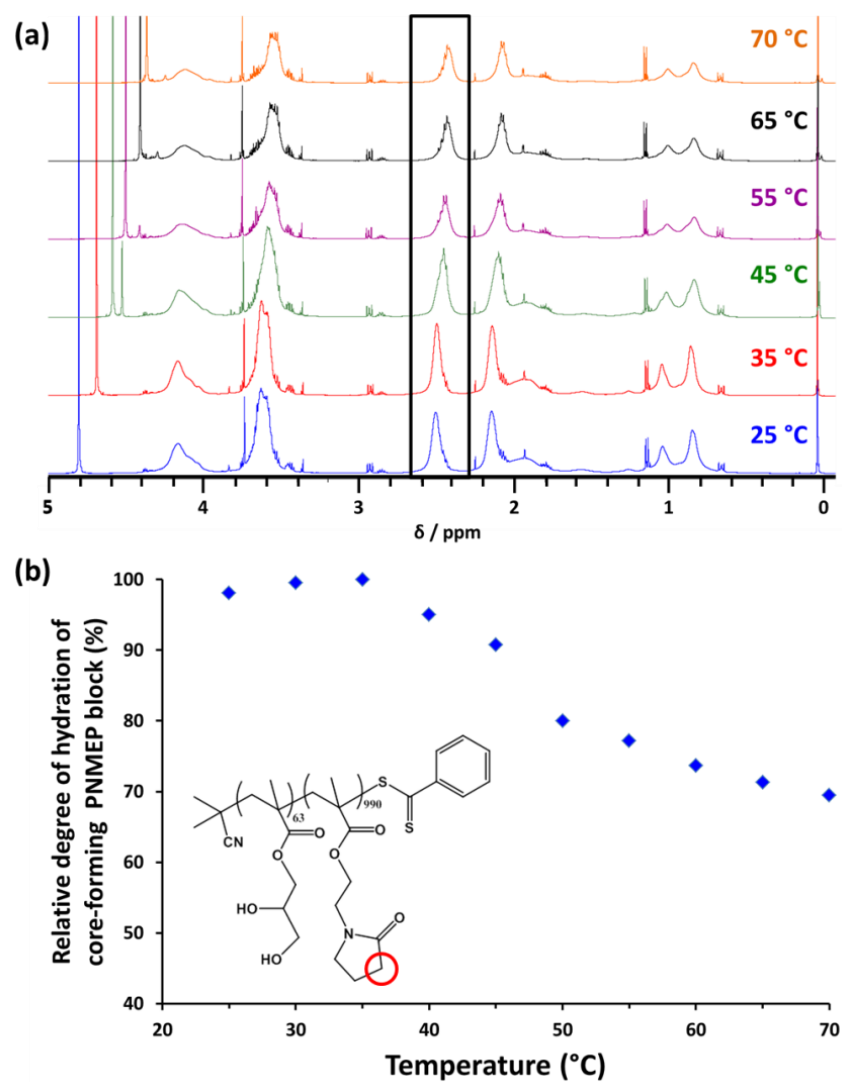 (a)
70 °C
65 °C
55 °C
45 °C
35 °C
25 °C
5 4 3 2 1 0
δ / ppm
(b)
Relative degree of hydration of
core-forming PNMEP block (%)
100
90
80
70
60
50
40
20 30 40 50 60 70
Temperature (°C)
CN
63
990
S
S
O
O
O
O
HO
HO
N
O